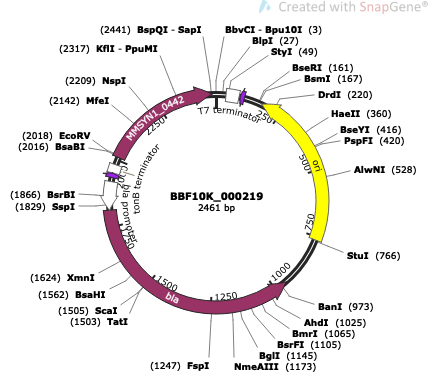 Created with SnapGene®
(2441) BspQI - SapI
BbvCI - Bpu10I (3)
(2317) KflI - PpuMI
BlpI (27)
StyI (49)
(2209) NspI
BseRI (161)
BsmI (167)
(2142) MfeI
DrdI (220)
HaeII (360)
(2018) EcoRV
BseYI (416)
(2016) BsaBI
PspFI (420)
AlwNI (528)
(1866) BsrBI
(1829) SspI
StuI (766)
(1624) XmnI
(1562) BsaHI
BanI (973)
(1505) ScaI
AhdI (1025)
(1503) TatI
BmrI (1065)
BsrFI (1105)
BglI (1145)
(1247) FspI
NmeAIII (1173)
MMSYN1_0442
T7 terminator
tonB terminator
bla promoter
ori
bla
BBF10K_000219
2461 bp
250
500
750
1000
1250
1500
1750
2250